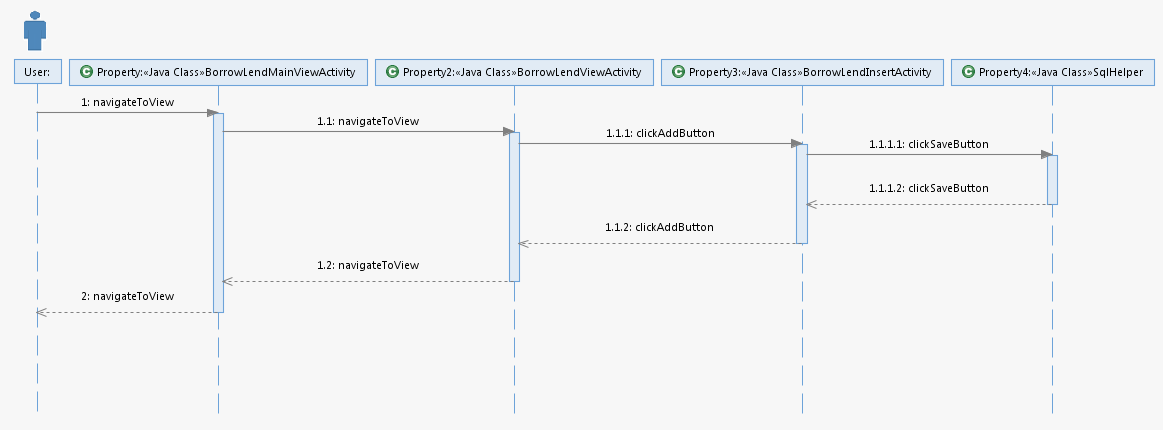 User:
C Property:«Java Class»BorrowLendMainViewActivity
C Property2:«Java Class»BorrowLendViewActivity
C Property3:«Java Class»BorrowLendInsertActivity
C Property4:«Java Class»SqlHelper
1: navigateToView
1.1: navigateToView
1.1.1: clickAddButton
1.1.1.1: clickSaveButton
1.1.1.2: clickSaveButton
1.1.2: clickAddButton
1.2: navigateToView
2: navigateToView